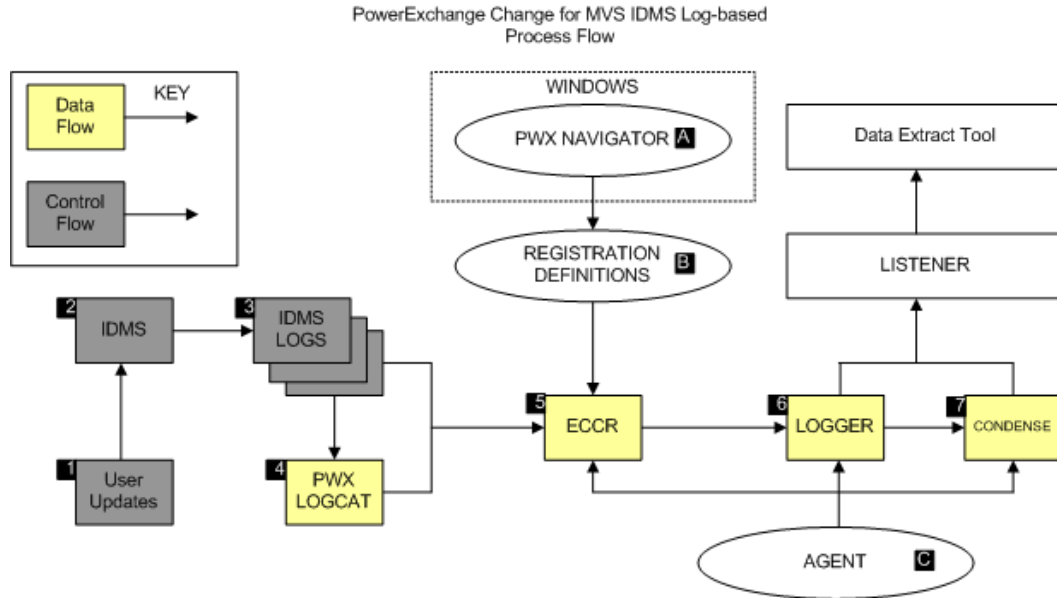 PowerExchange Change for MVS IDMS Log-based
Process Flow
KEY
Data
Flow
Control
Flow
WINDOWS
PWX NAVIGATOR A
REGISTRATION
DEFINITIONS B
Data Extract Tool
LISTENER
2
IDMS
3
IDMS
LOGS
1
User
Updates
4
PWX
LOGCAT
5
ECCR
6
LOGGER
7
CONDENSE
AGENT C